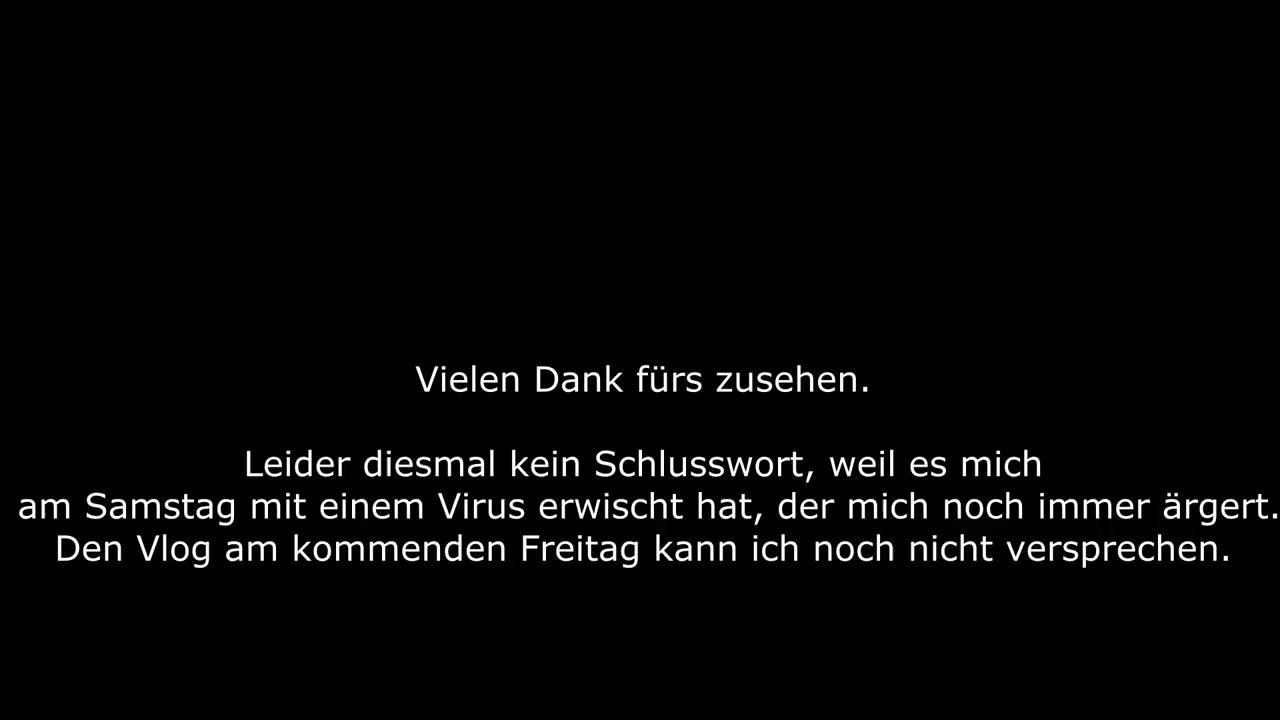 Vielen Dank fürs zusehen.
Leider diesmal kein Schlusswort, weil es mich
am Samstag mit einem Virus erwischt hat, der mich noch immer ärgert.
Den Vlog am kommenden Freitag kann ich noch nicht versprechen.